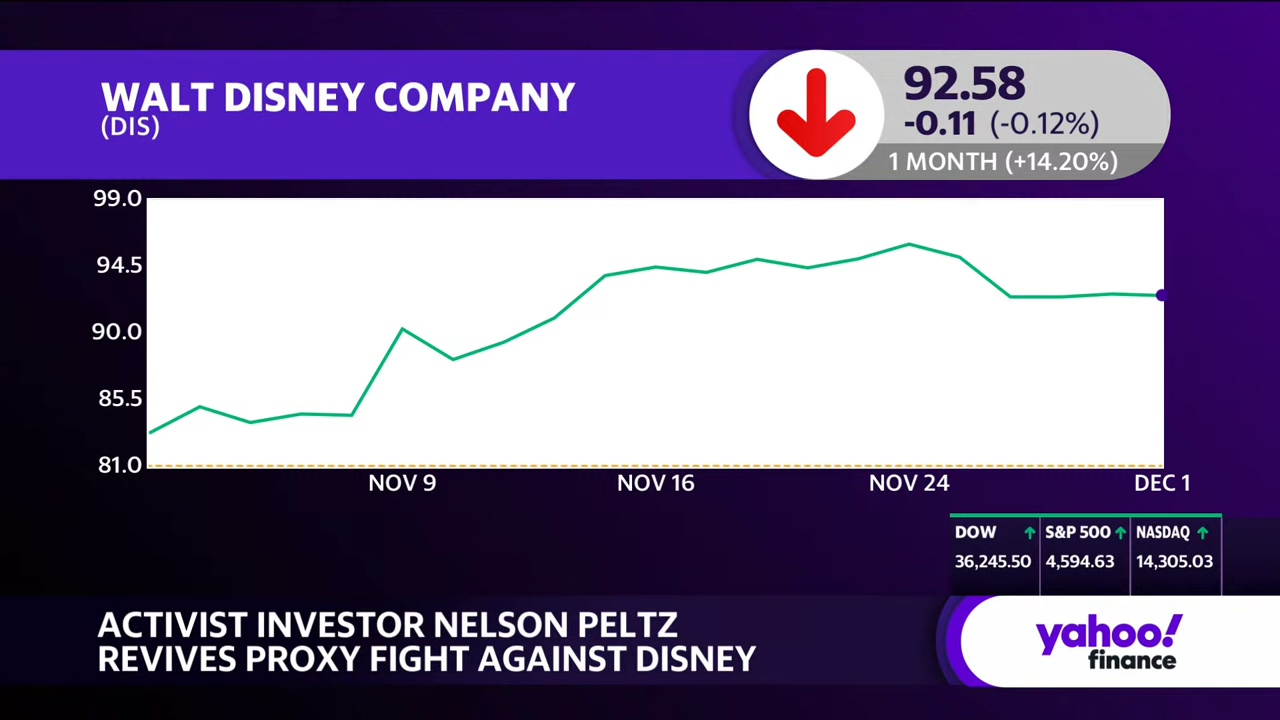 WALT DISNEY COMPANY
(DIS)
92.58
-0.11 (-0.12%)
1 MONTH (+14.20%)
99.0
94.5
90.0
85.5
81.0
NOV 9 NOV 16 NOV 24 DEC 1
DOW S&P 500 NASDAQ
36,245.50 4,594.63 14,305.03
ACTIVIST INVESTOR NELSON PELTZ
REVIVES PROXY FIGHT AGAINST DISNEY
yahoo!
finance